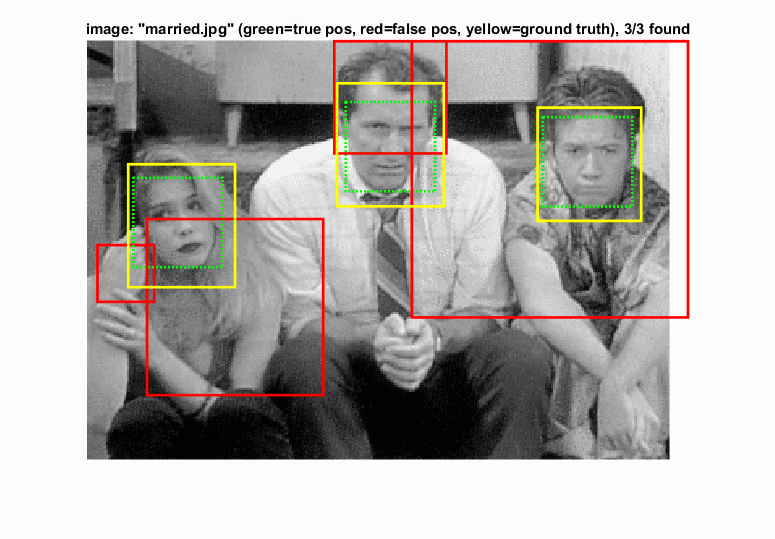 image: "married.jpg" (green=true pos, red=false pos, yellow=ground truth), 3/3 found